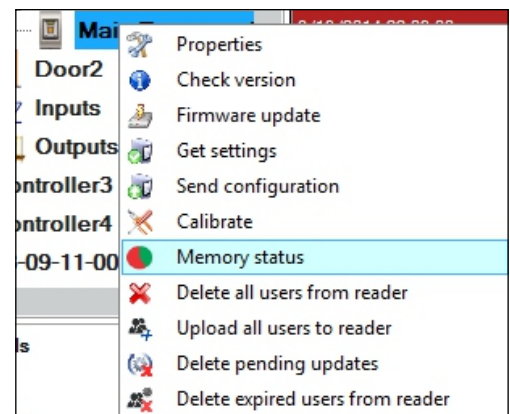 Mai
Properties
Door2
Check version
Inputs
Firmware update
Outputs
Get settings
ontroller3
Send configuration
ontroller4
Calibrate
-09-11-00
Memory status
Delete all users from reader
ls
Upload all users to reader
Delete pending updates
Delete expired users from reader